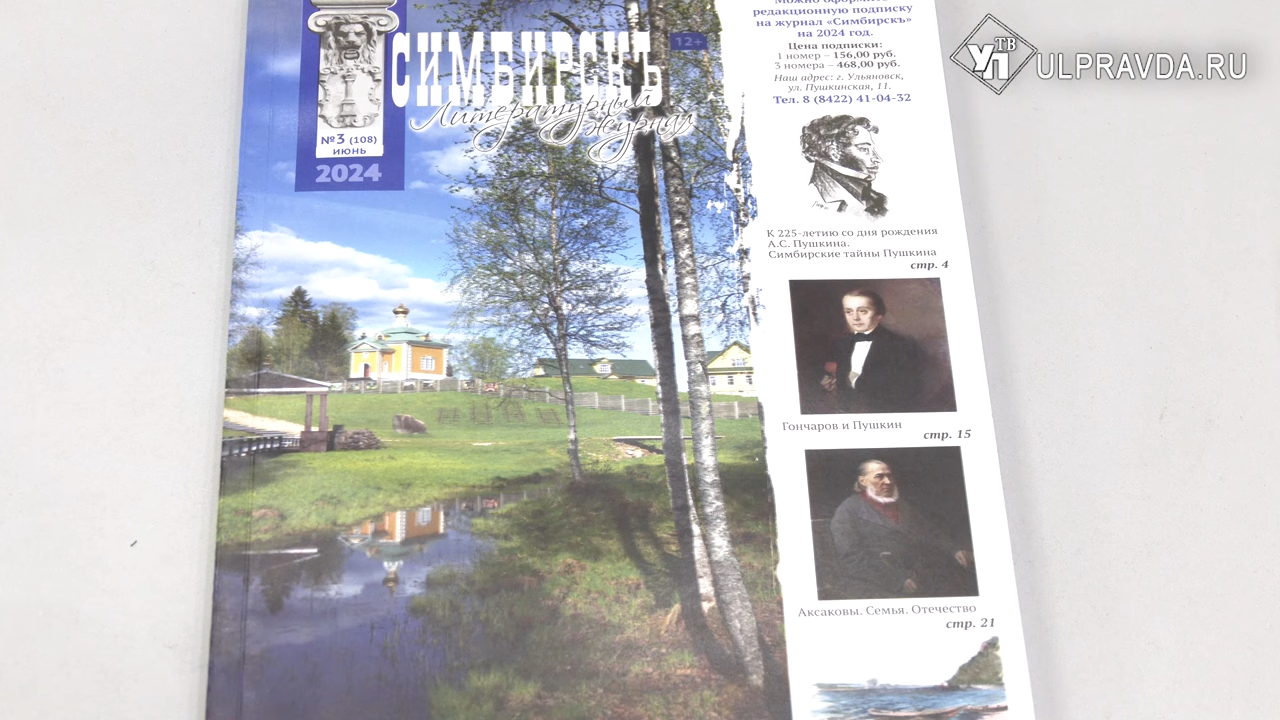 №3 (108)
ИЮНЬ
2024
СИМБИРСКЪ
12+
Литературный
журнал
редакционную подписку
на журнал «Симбирскъ»
на 2024 год.
Цена подписки:
1 номер – 156,00 руб.
3 номера – 468,00 руб.
Наш адрес: г. Ульяновск,
ул. Пушкинская, 11.
Тел. 8 (8422) 41-04-32
К 225-летию со дня рождения
А.С. Пушкина.
Симбирские тайны Пушкина
стр. 4
Гончаров и Пушкин
стр. 15
Аксаковы. Семья. Отечество
стр. 21
УП ТВ
ULPRAVDA.RU